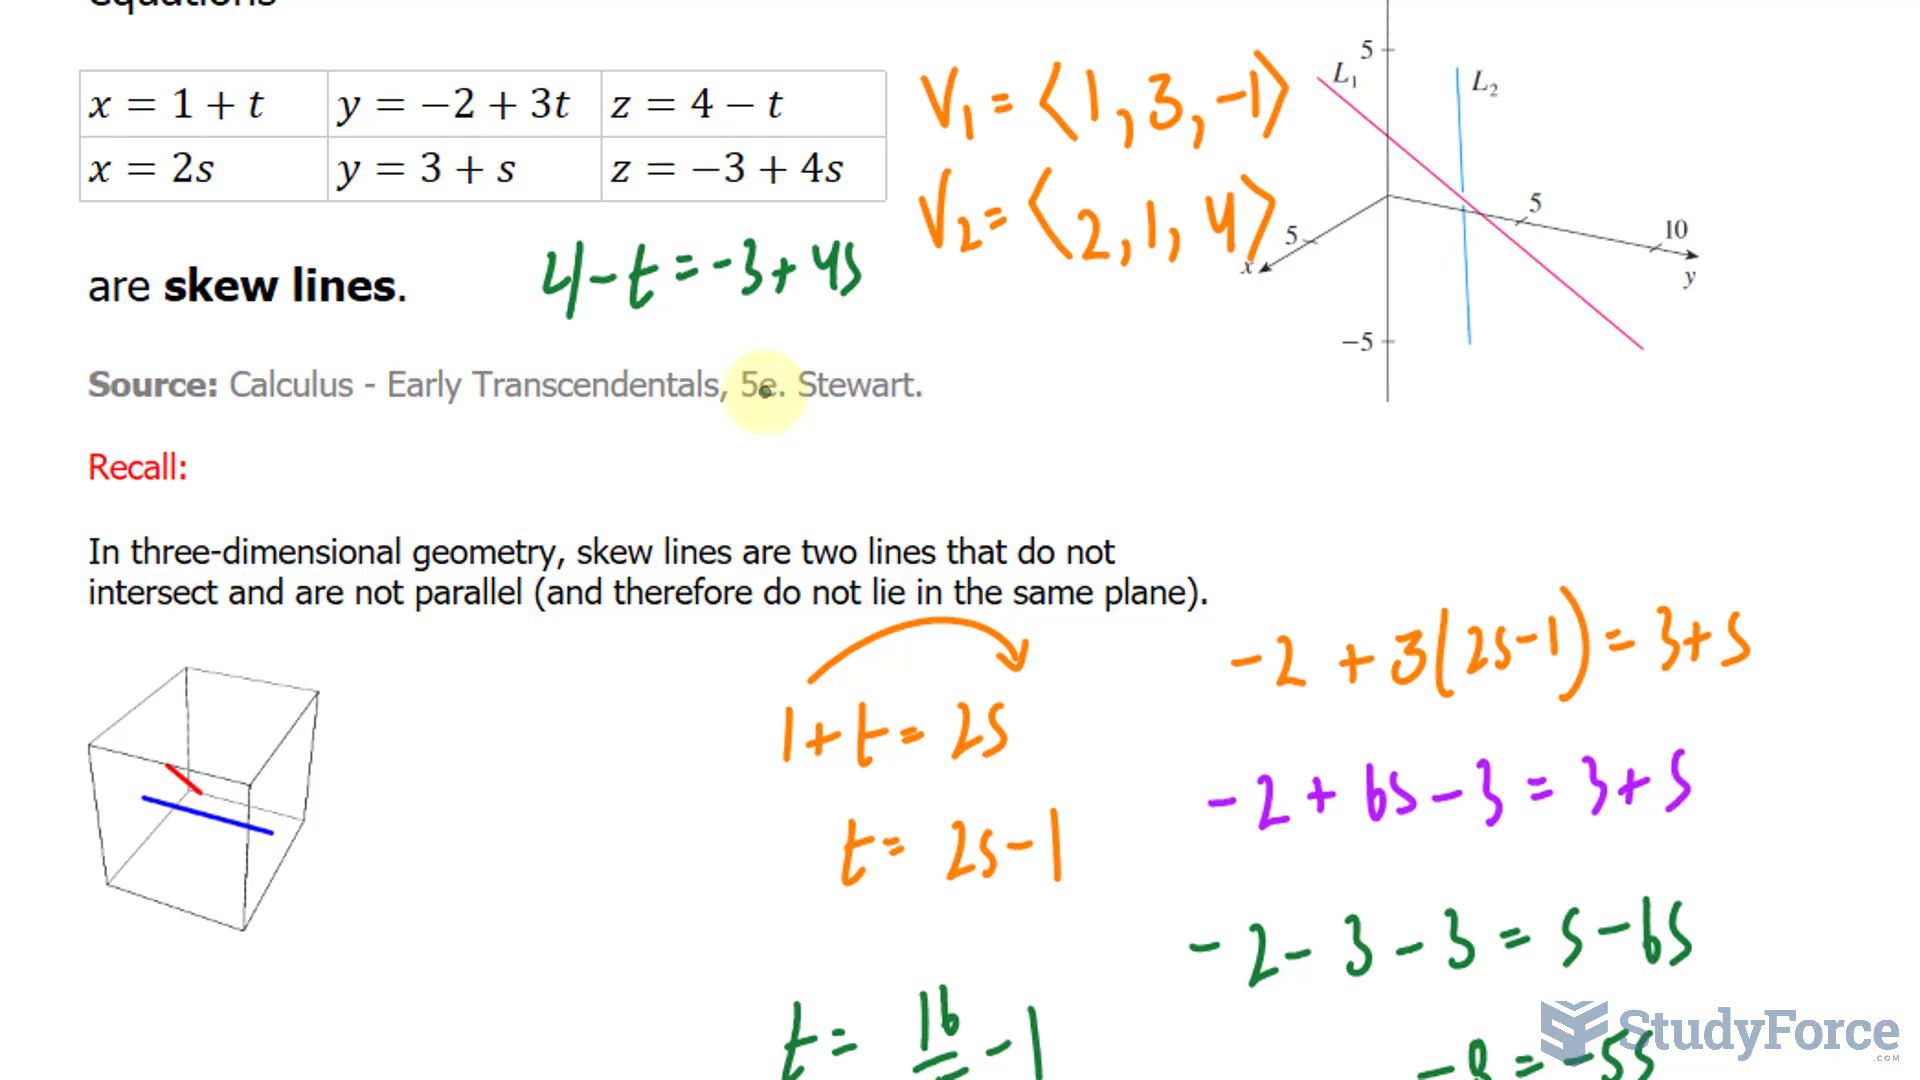 equations
x = 1 + t y = −2 + 3t z = 4 − t
x = 2s y = 3 + s z = −3 + 4s
V₁ = ⟨1, 3, -1⟩
V₂ = ⟨2, 1, 4⟩
5
L₁
L₂
5
10
5
x
y
−5
are skew lines.
4 - t = -3 + 4s
Source: Calculus - Early Transcendentals, 5e. Stewart.
Recall:
In three-dimensional geometry, skew lines are two lines that do not
intersect and are not parallel (and therefore do not lie in the same plane).
1 + t = 2s
t = 2s - 1
-2 + 3(2s-1) = 3+s
-2 + 6s - 3 = 3 + s
-2 - 3 - 3 = s - 6s
-8 = -5s
t = 16 - 1
StudyForce
.COM